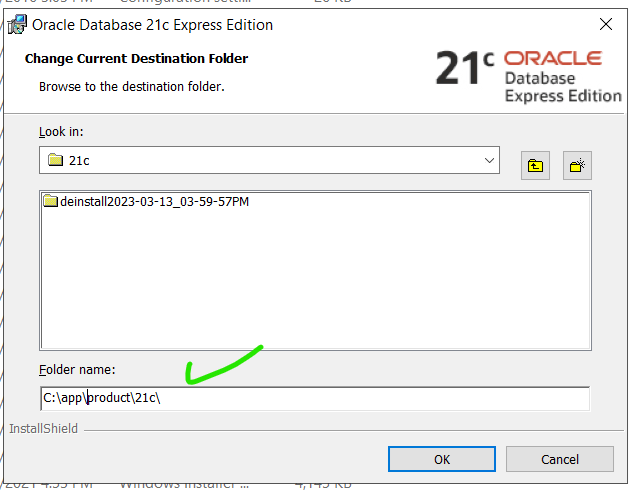 Oracle Database 21c Express Edition
Change Current Destination Folder
Browse to the destination folder.
21c ORACLE
Database
Express Edition
Look in:
21c
deinstall2023-03-13_03-59-57PM
Folder name:
C:\app\product\21c\
InstallShield
OK Cancel